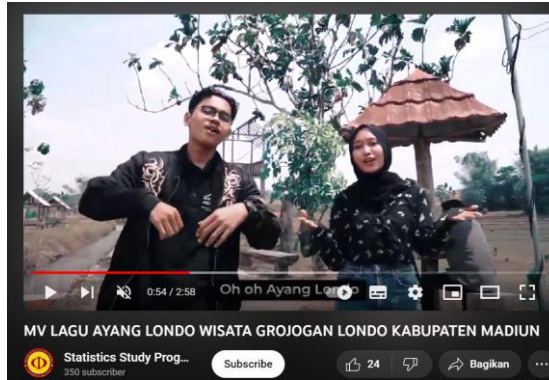 0:54 / 2:58
Oh oh Ayang Londo
MV LAGU AYANG LONDO WISATA GROJOGAN LONDO KABUPATEN MADIUN
Statistics Study Prog...
350 subscriber
Subscribe
24
Bagikan